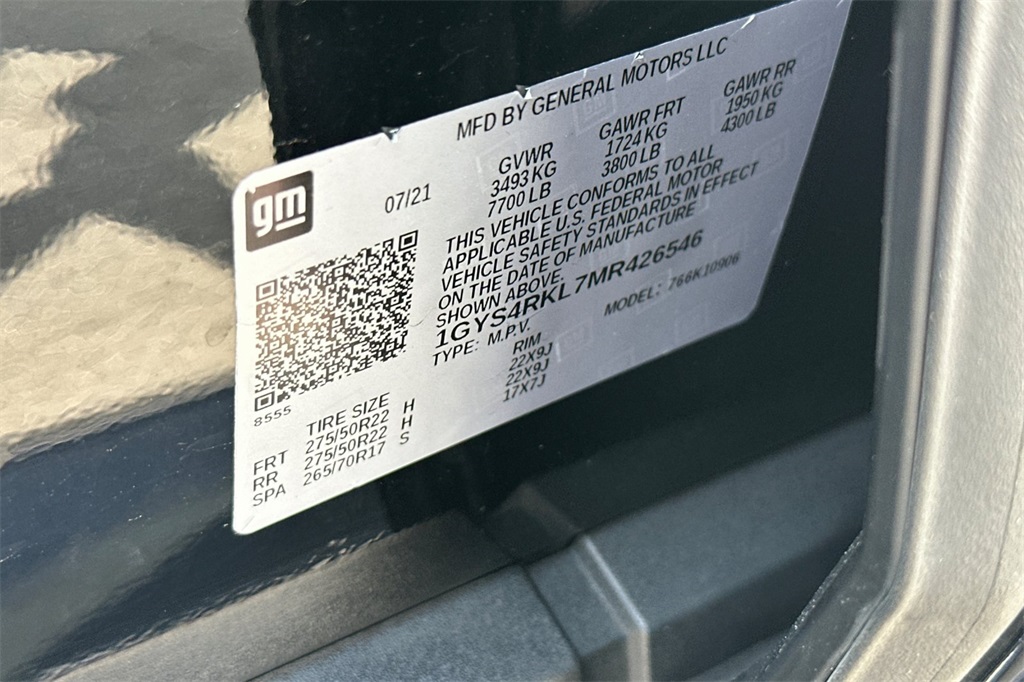 MFD BY GENERAL MOTORS LLC
gm
07/21
GVWR GAWR FRT GAWR RR
3493 KG 1724 KG 1950 KG
7700 LB 3800 LB 4300 LB
THIS VEHICLE CONFORMS TO ALL
APPLICABLE U.S. FEDERAL MOTOR
VEHICLE SAFETY STANDARDS IN EFFECT
ON THE DATE OF MANUFACTURE
SHOWN ABOVE.
1GYS4RKL7MR426546
TYPE: M.P.V. MODEL: 766K10906
8555
TIRE SIZE RIM
FRT 275/50R22 H 22X9J
RR 275/50R22 H 22X9J
SPA 265/70R17 S 17X7J